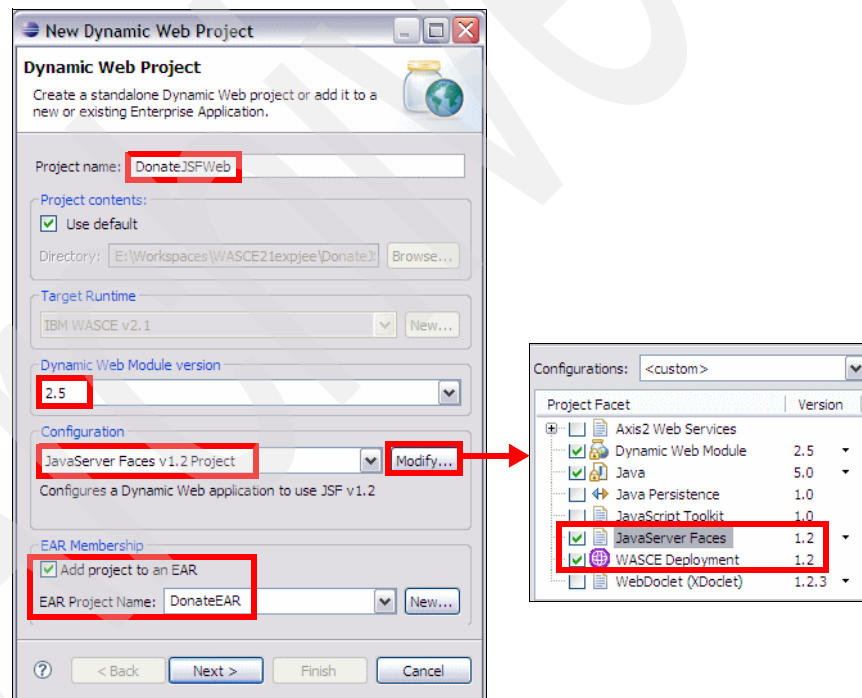 New Dynamic Web Project
Dynamic Web Project
Create a standalone Dynamic Web project or add it to a
new or existing Enterprise Application.
Project name: DonateJSFWeb
Project contents:
Use default
Directory: E:\Workspaces\WASCE21expjee\DonateJ
Browse...
Target Runtime
IBM WASCE v2.1
New...
Dynamic Web Module version
2.5
Configuration
JavaServer Faces v1.2 Project
Modify...
Configures a Dynamic Web application to use JSF v1.2
EAR Membership
Add project to an EAR
EAR Project Name: DonateEAR
New...
< Back
Next >
Finish
Cancel
Configurations: <custom>
Project Facet Version
Axis2 Web Services
Dynamic Web Module 2.5
Java 5.0
Java Persistence 1.0
JavaScript Toolkit 1.0
JavaServer Faces 1.2
WASCE Deployment 1.2
WebDoclet (XDoclet) 1.2.3